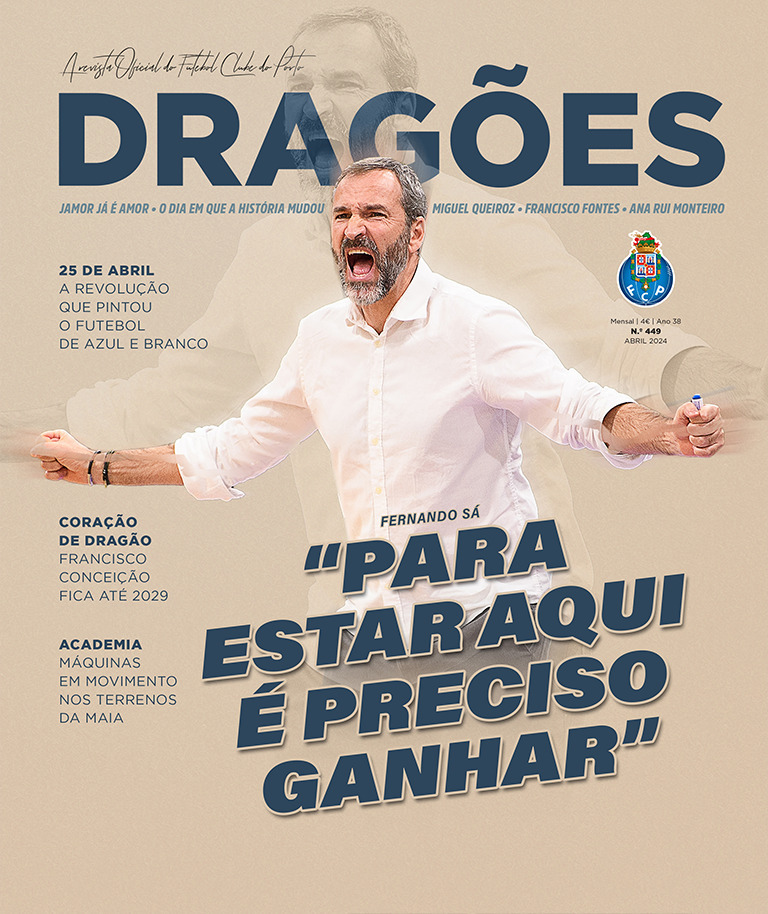 A revista Oficial do Futebol Clube do Porto
DRAGÕES
JAMOR JÁ É AMOR • O DIA EM QUE A HISTÓRIA MUDOU
MIGUEL QUEIROZ • FRANCISCO FONTES • ANA RUI MONTEIRO
25 DE ABRIL
A REVOLUÇÃO
QUE PINTOU
O FUTEBOL
DE AZUL E BRANCO
FCP
Mensal | 4€ | Ano 38
N.º 449
ABRIL 2024
FERNANDO SÁ
“PARA
ESTAR AQUI
É PRECISO
GANHAR”
CORAÇÃO
DE DRAGÃO
FRANCISCO
CONCEIÇÃO
FICA ATÉ 2029
ACADEMIA
MÁQUINAS
EM MOVIMENTO
NOS TERRENOS
DA MAIA